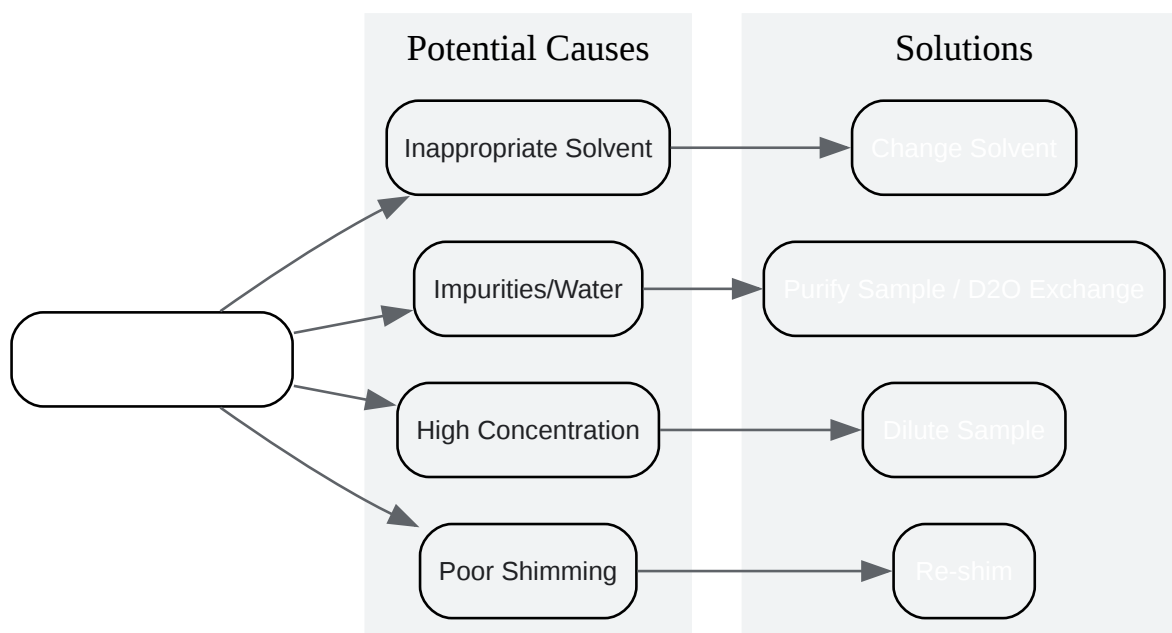 Potential Causes
Solutions
Inappropriate Solvent
Change Solvent
Impurities/Water
Purify Sample / D2O Exchange
High Concentration
Dilute Sample
Poor Shimming
Re-shim